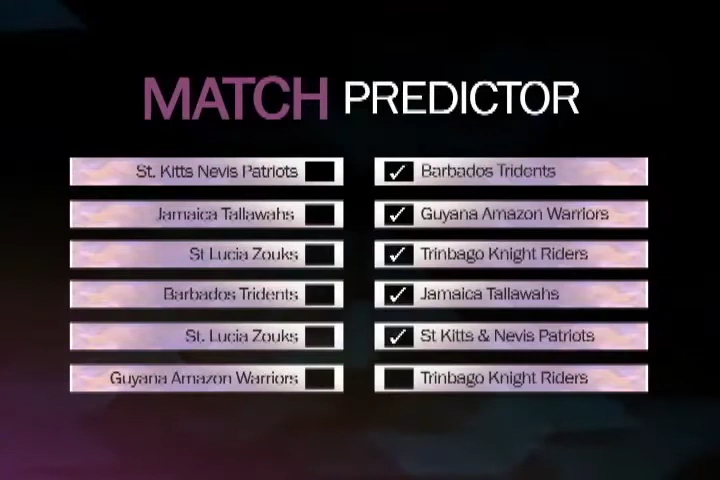 MATCH PREDICTOR
St. Kitts Nevis Patriots ✓ Barbados Tridents
Jamaica Tallawahs ✓ Guyana Amazon Warriors
St Lucia Zouks ✓ Trinbago Knight Riders
Barbados Tridents ✓ Jamaica Tallawahs
St. Lucia Zouks ✓ St Kitts & Nevis Patriots
Guyana Amazon Warriors Trinbago Knight Riders